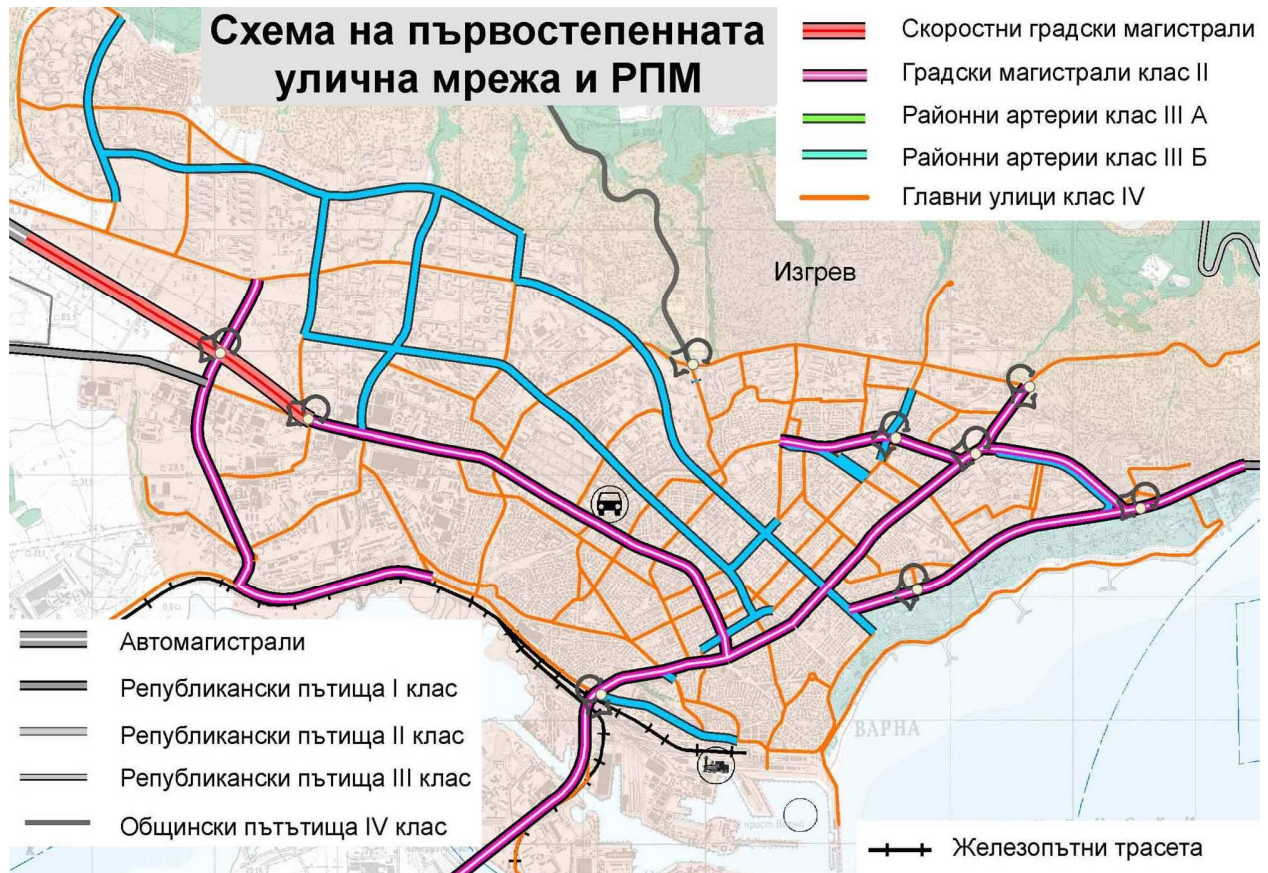 Схема на първостепенната
улична мрежа и РПМ
Скоростни градски магистрали
Градски магистрали клас II
Районни артерии клас III А
Районни артерии клас III Б
Главни улици клас IV
Изгрев
ВАРНА
Автомагистрали
Републикански пътища I клас
Републикански пътища II клас
Републикански пътища III клас
Общински пътътища IV клас
Железопътни трасета